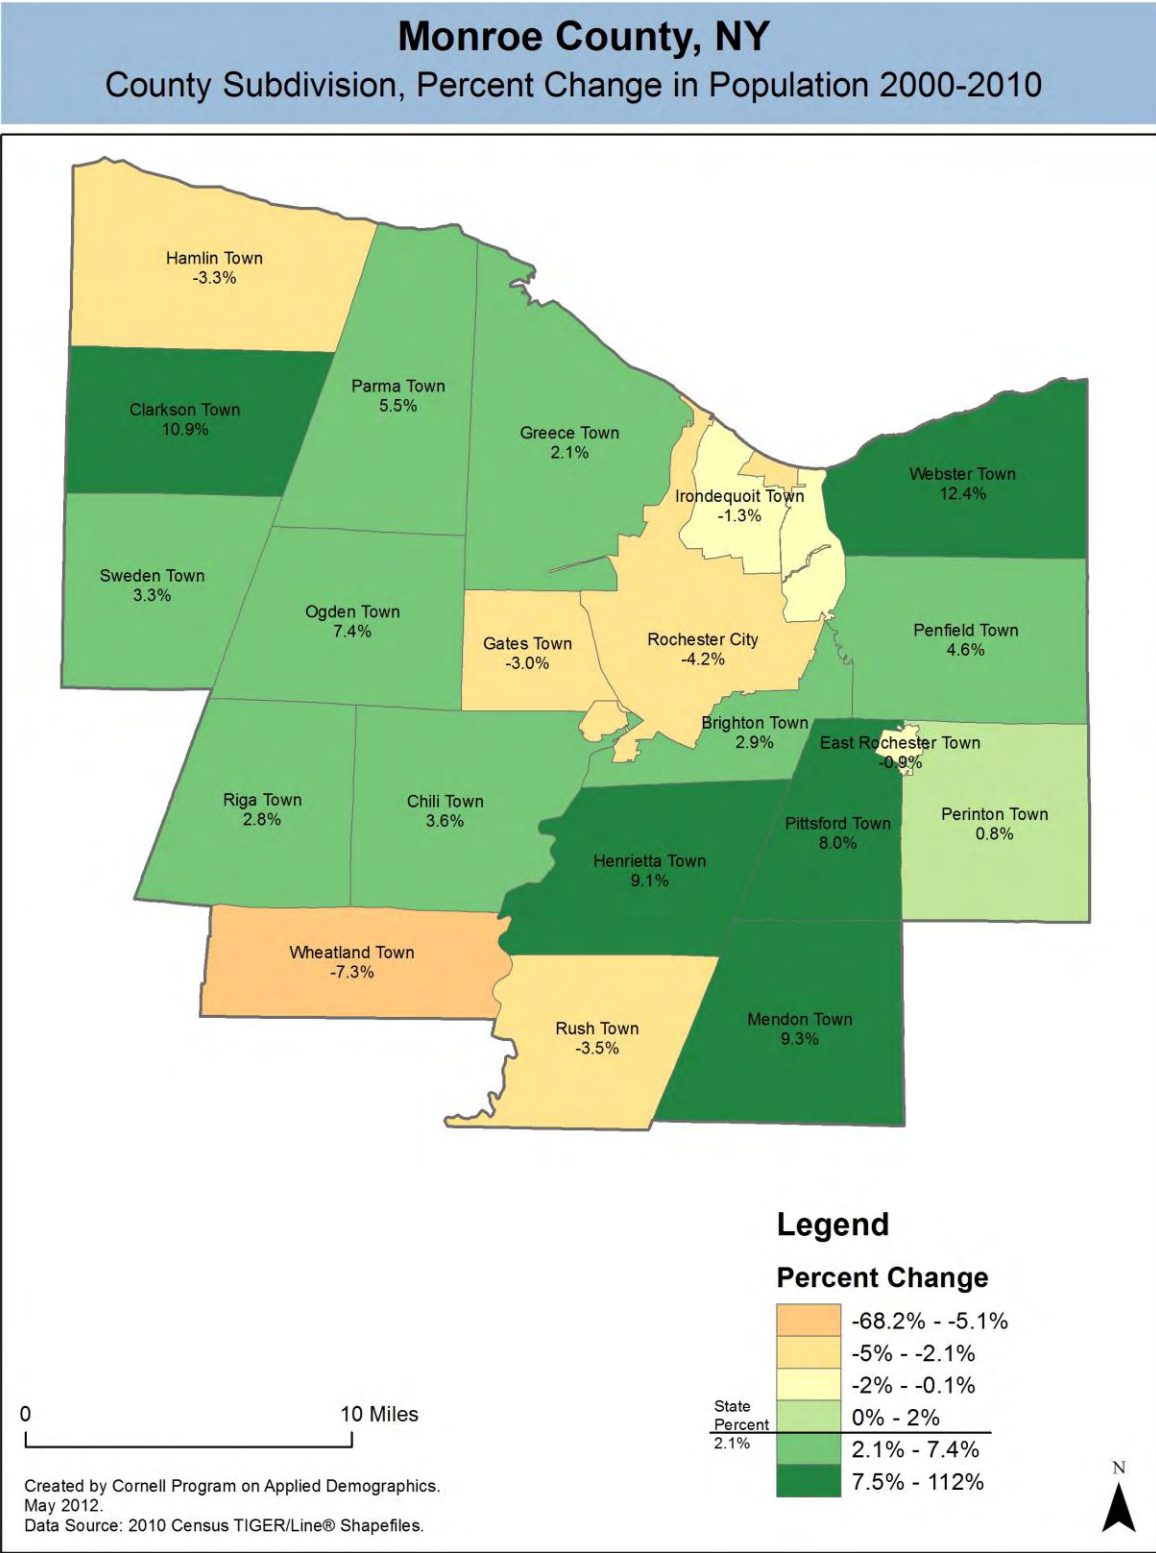 Monroe County, NY
County Subdivision, Percent Change in Population 2000-2010
Hamlin Town
-3.3%
Clarkson Town
10.9%
Parma Town
5.5%
Greece Town
2.1%
Irondequoit Town
-1.3%
Webster Town
12.4%
Sweden Town
3.3%
Ogden Town
7.4%
Gates Town
-3.0%
Rochester City
-4.2%
Penfield Town
4.6%
Brighton Town
2.9%
East Rochester Town
-0.9%
Riga Town
2.8%
Chili Town
3.6%
Henrietta Town
9.1%
Pittsford Town
8.0%
Perinton Town
0.8%
Wheatland Town
-7.3%
Rush Town
-3.5%
Mendon Town
9.3%
Legend
Percent Change
-68.2% - -5.1%
-5% - -2.1%
-2% - -0.1%
0% - 2%
2.1% - 7.4%
7.5% - 112%
State
Percent
2.1%
0 10 Miles
Created by Cornell Program on Applied Demographics.
May 2012.
Data Source: 2010 Census TIGER/Line® Shapefiles.
N